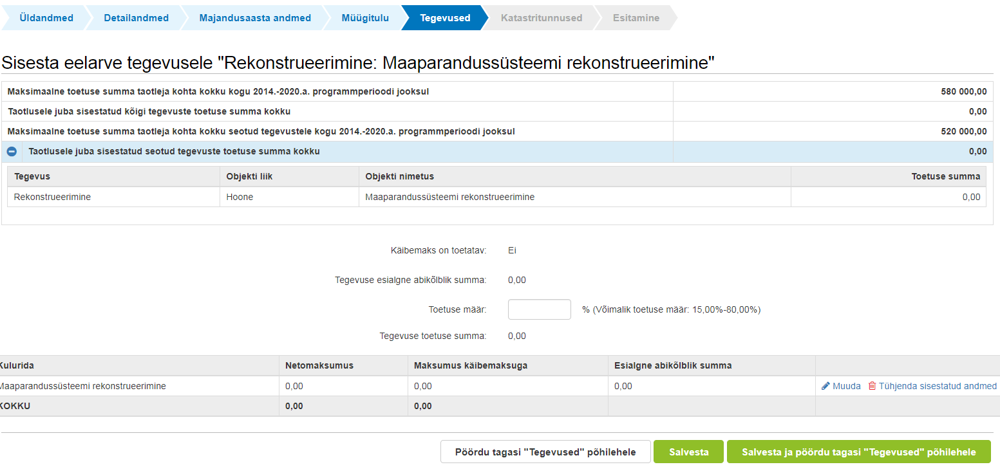 Üldandmed Detailandmed Majandusaasta andmed Müügitulu Tegevused Katastritunnused Esitamine
Sisesta eelarve tegevusele "Rekonstrueerimine: Maaparandussüsteemi rekonstrueerimine"
Maksimaalne toetuse summa taotleja kohta kokku kogu 2014.-2020.a. programmperioodi jooksul 580 000,00
Taotlusele juba sisestatud kõigi tegevuste toetuse summa kokku 0,00
Maksimaalne toetuse summa taotleja kohta kokku seotud tegevustele kogu 2014.-2020.a. programmperioodi jooksul 520 000,00
Taotlusele juba sisestatud seotud tegevuste toetuse summa kokku 0,00
Tegevus Objekti liik Objekti nimetus Toetuse summa
Rekonstrueerimine Hoone Maaparandussüsteemi rekonstrueerimine 0,00
Käibemaks on toetatav: Ei
Tegevuse esialgne abikõlblik summa: 0,00
Toetuse määr: % (Võimalik toetuse määr: 15,00%-80,00%)
Tegevuse toetuse summa: 0,00
Kulurida Netomaksumus Maksumus käibemaksuga Esialgne abikõlblik summa
Maaparandussüsteemi rekonstrueerimine 0,00 0,00 0,00 Muuda Tühjenda sisestatud andmed
KOKKU 0,00 0,00
Pöördu tagasi "Tegevused" põhilehele Salvesta Salvesta ja pöördu tagasi "Tegevused" põhilehele